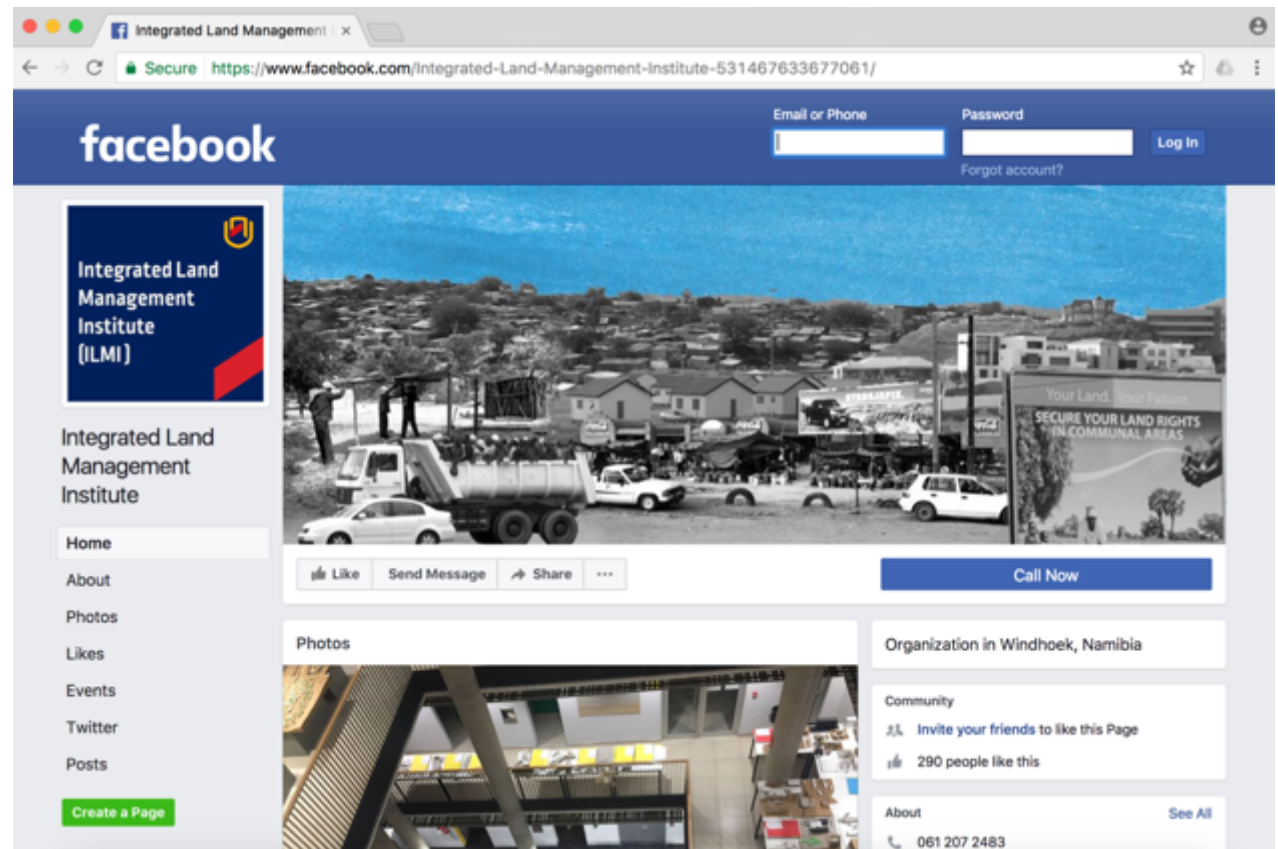 Integrated Land Management
Secure https://www.facebook.com/Integrated-Land-Management-Institute-531467633677061/
facebook
Email or Phone
Password
Log In
Forgot account?
Integrated Land
Management
Institute
(ILMI)
Integrated Land
Management
Institute
Home
About
Photos
Likes
Events
Twitter
Posts
Create a Page
Your Land. Your Future.
SECURE YOUR LAND RIGHTS
IN COMMUNAL AREAS
Like
Send Message
Share
Call Now
Photos
Organization in Windhoek, Namibia
Community
Invite your friends to like this Page
290 people like this
About
See All
061 207 2483